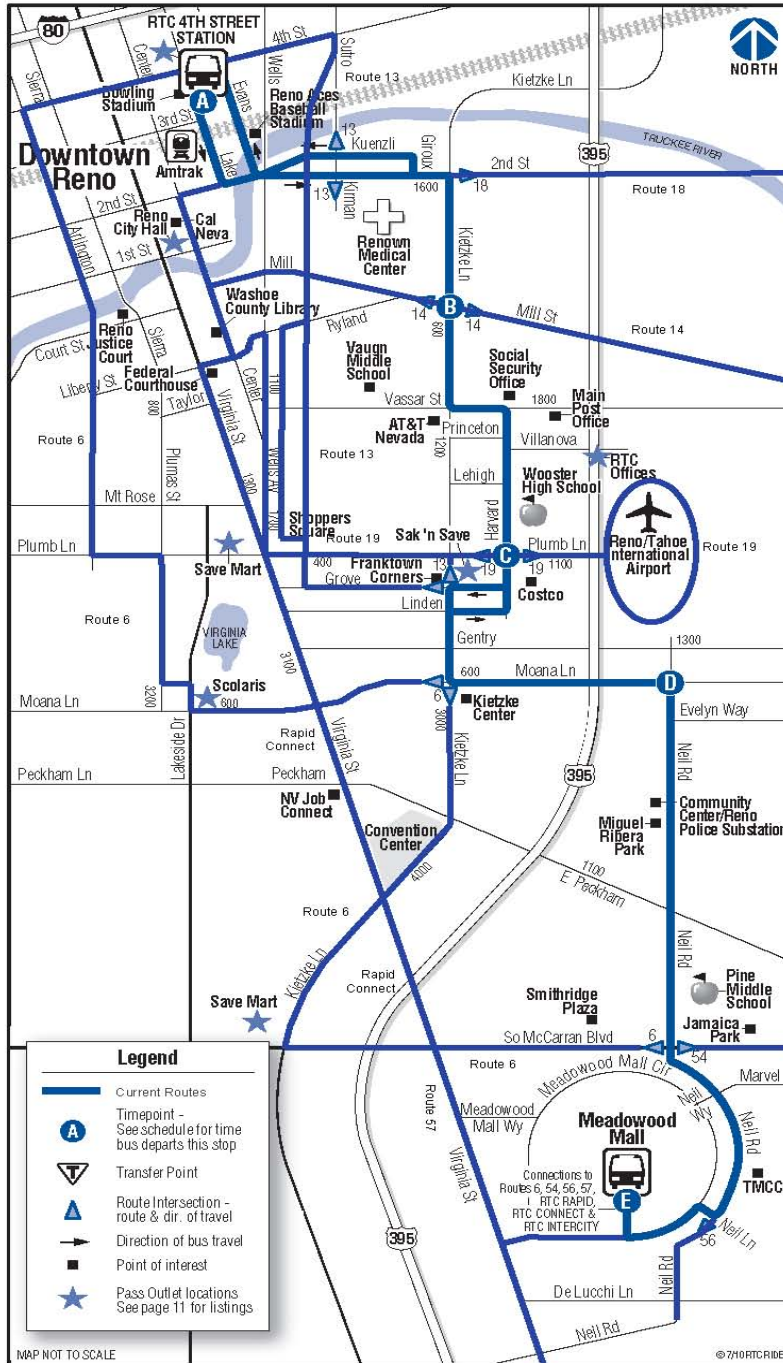 80
RTC 4TH STREET
STATION
4th St
Sutro
NORTH
Sierra
Center
Evans
Wells
Route 13
Kietzke Ln
Bowling
Stadium
A
Reno Aces
Baseball
Stadium
3rd St
13
Kuenzli
Giroux
395
TRUCKEE RIVER
Downtown
Reno
Amtrak
Lake
2nd St
13
Kirman
1600
18
2nd St
Route 18
Reno
City Hall
Cal
Neva
1st St
Arlington
Renown
Medical
Center
Kietzke Ln
Mill
B
14
14
600
Mill St
Washoe
County Library
Ryland
Route 14
Reno
Justice
Court
Court St
Sierra
Liberty St
Federal
Courthouse
Taylor
Center
Virginia St
1100
Vaugn
Middle
School
Social
Security
Office
800
Vassar St
1800
Main
Post
Office
Route 6
Plumas St
AT&T
Nevada
Princeton
1200
Villanova
1300
Wells Av
Route 13
Lehigh
Harvard
RTC
Offices
Wooster
High School
Mt Rose
1700
Shoppers
Square
Route 19
Sak 'n Save
Plumb Ln
Save Mart
400
Franktown
Corners
13
19
C
19
Plumb Ln
1100
Reno/Tahoe
International
Airport
Route 19
Grove
Costco
Linden
Route 6
VIRGINIA
LAKE
Gentry
1300
3100
600
Moana Ln
D
3200
Scolaris
600
6
3000
Kietzke
Center
Moana Ln
Evelyn Way
Lakeside Dr
Rapid
Connect
Virginia St
Kietzke Ln
Neil Rd
Peckham Ln
Peckham
395
NV Job
Connect
Community
Center/Reno
Police Substation
Miguel
Ribera
Park
Convention
Center
4000
1100
E Peckham
Route 6
Kietzke Ln
Neil Rd
Rapid
Connect
Save Mart
Pine
Middle
School
Smithridge
Plaza
Jamaica
Park
So McCarran Blvd
6
54
Route 6
Meadowood Mall Cir
Marvel
Meadowood
Mall Wy
Neil
Wy
Neil Rd
Route 57
Meadowood
Mall
Virginia St
Connections to
Routes 6, 54, 56, 57,
RTC RAPID,
RTC CONNECT &
RTC INTERCITY
E
TMCC
Neil Ln
56
395
Neil Rd
De Lucchi Ln
Neil Rd
Legend
Current Routes
A
Timepoint -
See schedule for time
bus departs this stop
T
Transfer Point
Route Intersection -
route & dir. of travel
Direction of bus travel
Point of interest
Pass Outlet locations
See page 11 for listings
MAP NOT TO SCALE
© 7/10 RTC RIDE